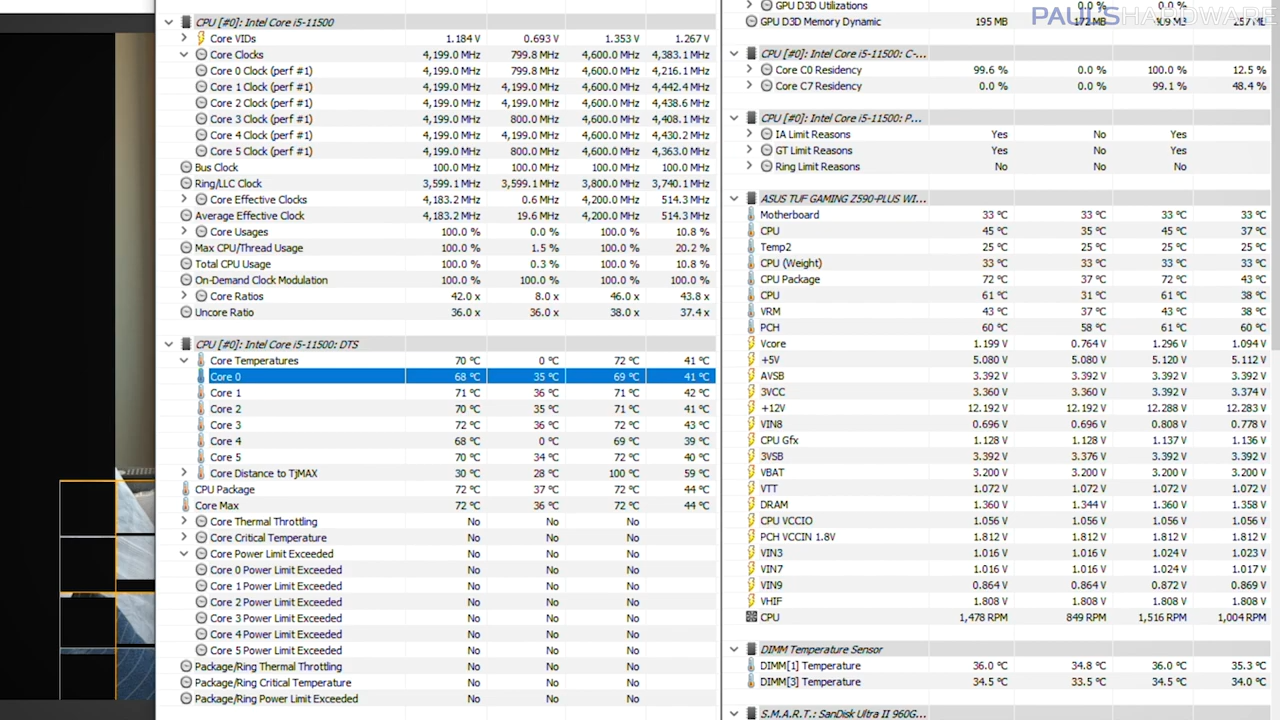 CPU [#0]: Intel Core i5-11500
Core VIDs 1.184 V 0.693 V 1.353 V 1.267 V
Core Clocks 4,199.0 MHz 799.8 MHz 4,600.0 MHz 4,383.1 MHz
Core 0 Clock (perf #1) 4,199.0 MHz 799.8 MHz 4,600.0 MHz 4,216.1 MHz
Core 1 Clock (perf #1) 4,199.0 MHz 4,199.0 MHz 4,600.0 MHz 4,442.4 MHz
Core 2 Clock (perf #1) 4,199.0 MHz 4,199.0 MHz 4,600.0 MHz 4,438.6 MHz
Core 3 Clock (perf #1) 4,199.0 MHz 800.0 MHz 4,600.0 MHz 4,408.1 MHz
Core 4 Clock (perf #1) 4,199.0 MHz 4,199.0 MHz 4,600.0 MHz 4,430.2 MHz
Core 5 Clock (perf #1) 4,199.0 MHz 800.0 MHz 4,600.0 MHz 4,363.0 MHz
Bus Clock 100.0 MHz 100.0 MHz 100.0 MHz 100.0 MHz
Ring/LLC Clock 3,599.1 MHz 3,599.1 MHz 3,800.0 MHz 3,740.1 MHz
Core Effective Clocks 4,183.2 MHz 0.6 MHz 4,200.0 MHz 514.3 MHz
Average Effective Clock 4,183.2 MHz 19.6 MHz 4,200.0 MHz 514.3 MHz
Core Usages 100.0 % 0.0 % 100.0 % 10.8 %
Max CPU/Thread Usage 100.0 % 1.5 % 100.0 % 20.2 %
Total CPU Usage 100.0 % 0.3 % 100.0 % 10.8 %
On-Demand Clock Modulation 100.0 % 100.0 % 100.0 % 100.0 %
Core Ratios 42.0 x 8.0 x 46.0 x 43.8 x
Uncore Ratio 36.0 x 36.0 x 38.0 x 37.4 x
CPU [#0]: Intel Core i5-11500: DTS
Core Temperatures 70 °C 0 °C 72 °C 41 °C
Core 0 68 °C 35 °C 69 °C 41 °C
Core 1 71 °C 36 °C 71 °C 42 °C
Core 2 70 °C 35 °C 71 °C 41 °C
Core 3 72 °C 36 °C 72 °C 43 °C
Core 4 68 °C 0 °C 69 °C 39 °C
Core 5 70 °C 34 °C 72 °C 40 °C
Core Distance to TjMAX 30 °C 28 °C 100 °C 59 °C
CPU Package 72 °C 37 °C 72 °C 44 °C
Core Max 72 °C 36 °C 72 °C 44 °C
Core Thermal Throttling No No No
Core Critical Temperature No No No
Core Power Limit Exceeded No No No
Core 0 Power Limit Exceeded No No No
Core 1 Power Limit Exceeded No No No
Core 2 Power Limit Exceeded No No No
Core 3 Power Limit Exceeded No No No
Core 4 Power Limit Exceeded No No No
Core 5 Power Limit Exceeded No No No
Package/Ring Thermal Throttling No No No
Package/Ring Critical Temperature No No No
Package/Ring Power Limit Exceeded No No No
GPU D3D Utilizations 0.0 %
GPU D3D Memory Dynamic 195 MB 172 MB
PAUL'S HARDWARE
CPU [#0]: Intel Core i5-11500: C-...
Core C0 Residency 99.6 % 0.0 % 100.0 % 12.5 %
Core C7 Residency 0.0 % 0.0 % 99.1 % 48.4 %
CPU [#0]: Intel Core i5-11500: P...
IA Limit Reasons Yes No Yes
GT Limit Reasons Yes No Yes
Ring Limit Reasons No No No
ASUS TUF GAMING Z590-PLUS WI...
Motherboard 33 °C 33 °C 33 °C 33 °C
CPU 45 °C 35 °C 45 °C 37 °C
Temp2 25 °C 25 °C 25 °C 25 °C
CPU (Weight) 33 °C 33 °C 33 °C 33 °C
CPU Package 72 °C 37 °C 72 °C 43 °C
CPU 61 °C 31 °C 61 °C 38 °C
VRM 43 °C 37 °C 43 °C 38 °C
PCH 60 °C 58 °C 61 °C 60 °C
Vcore 1.199 V 0.764 V 1.296 V 1.094 V
+5V 5.080 V 5.080 V 5.120 V 5.112 V
AVSB 3.392 V 3.392 V 3.392 V 3.392 V
3VCC 3.360 V 3.360 V 3.392 V 3.374 V
+12V 12.192 V 12.192 V 12.288 V 12.283 V
VIN8 0.696 V 0.696 V 0.808 V 0.778 V
CPU Gfx 1.128 V 1.128 V 1.137 V 1.136 V
3VSB 3.392 V 3.376 V 3.392 V 3.392 V
VBAT 3.200 V 3.200 V 3.200 V 3.200 V
VTT 1.072 V 1.072 V 1.072 V 1.072 V
DRAM 1.360 V 1.344 V 1.360 V 1.358 V
CPU VCCIO 1.056 V 1.056 V 1.056 V 1.056 V
PCH VCCIN 1.8V 1.812 V 1.812 V 1.812 V 1.812 V
VIN3 1.016 V 1.016 V 1.024 V 1.023 V
VIN7 1.016 V 1.016 V 1.024 V 1.017 V
VIN9 0.864 V 0.864 V 0.872 V 0.869 V
VHIF 1.808 V 1.808 V 1.808 V 1.808 V
CPU 1,478 RPM 849 RPM 1,516 RPM 1,004 RPM
DIMM Temperature Sensor
DIMM[1] Temperature 36.0 °C 34.8 °C 36.0 °C 35.3 °C
DIMM[3] Temperature 34.5 °C 33.5 °C 34.5 °C 34.0 °C
S.M.A.R.T.: SanDisk Ultra II 960G...